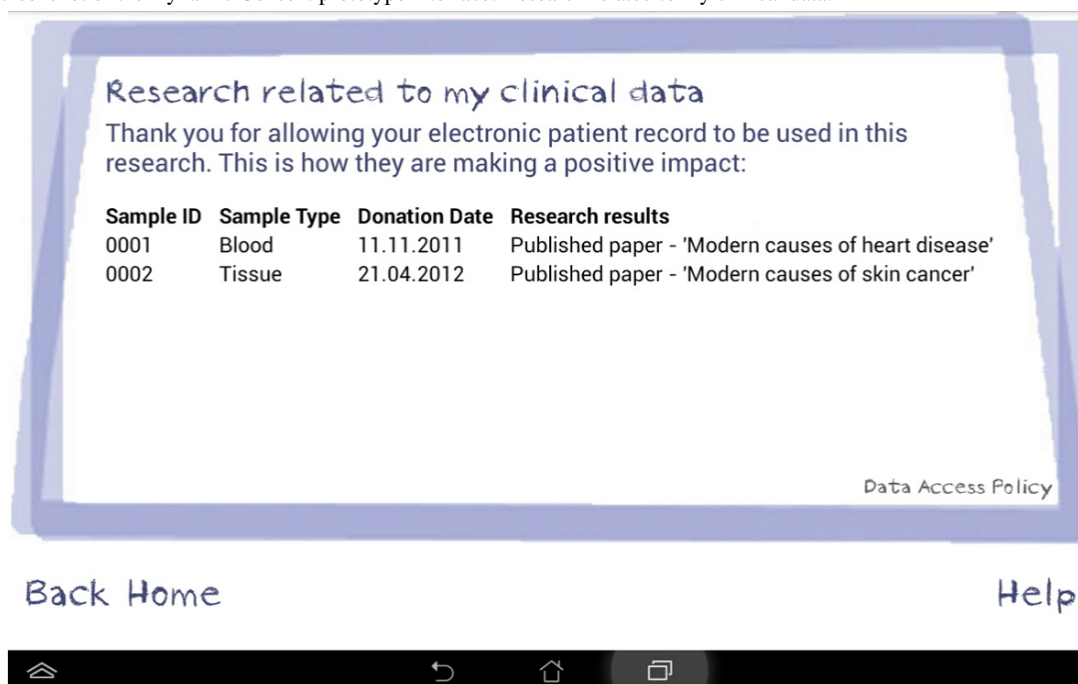 Research related to my clinical data
Thank you for allowing your electronic patient record to be used in this
research. This is how they are making a positive impact:
Sample ID Sample Type Donation Date Research results
0001 Blood 11.11.2011 Published paper - 'Modern causes of heart disease'
0002 Tissue 21.04.2012 Published paper - 'Modern causes of skin cancer'
Data Access Policy
Back Home Help